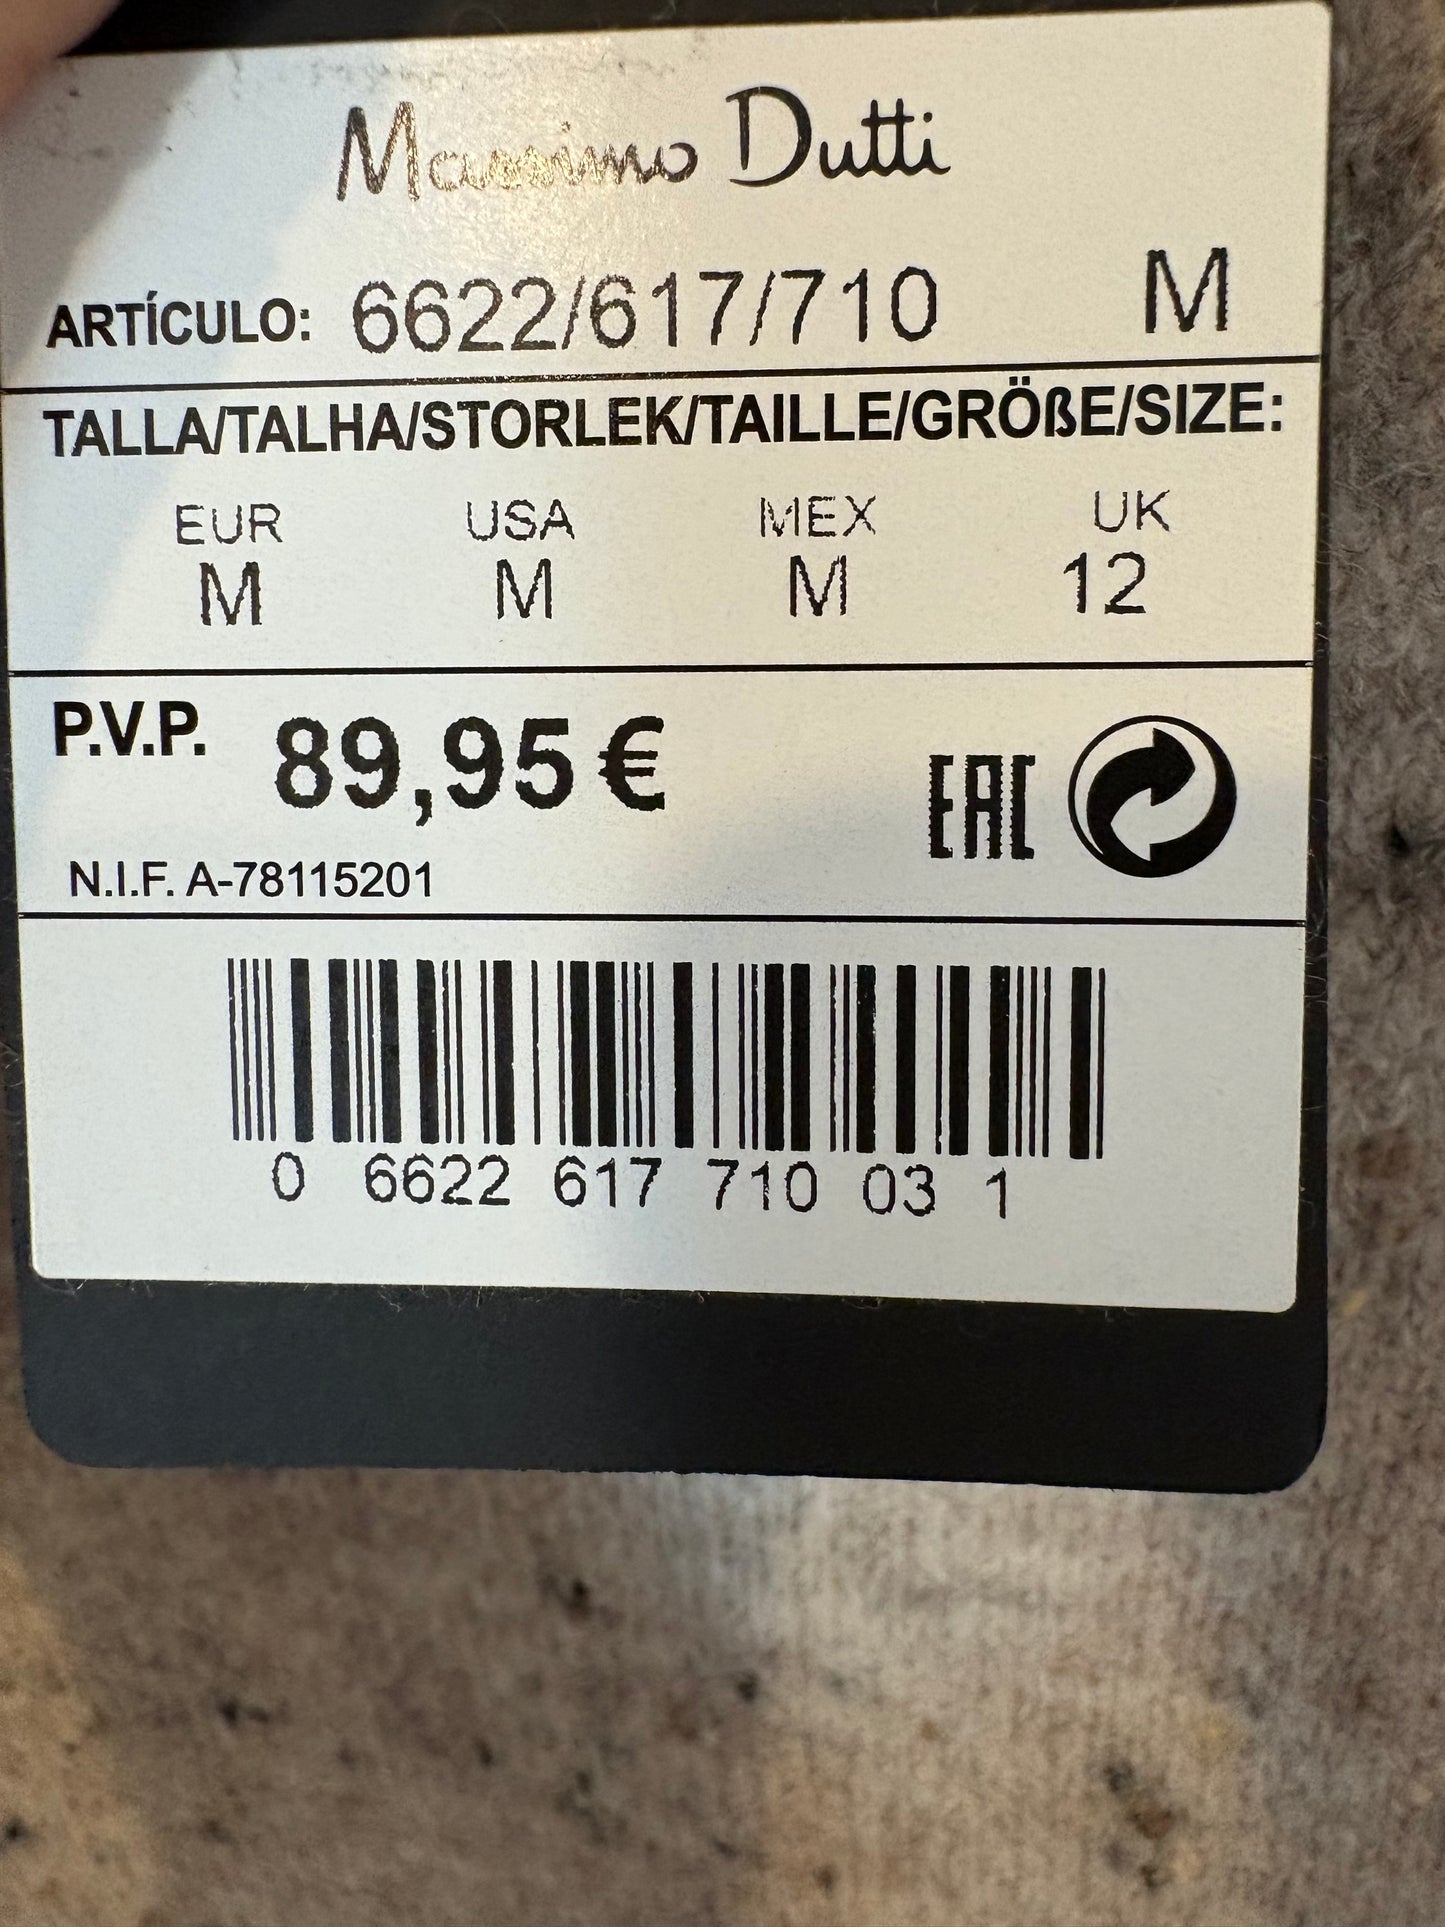 Massimo Dutti
ARTÍCULO: 6622/617/710 M
TALLA/TALHA/STORLEK/TAILLE/GRÖßE/SIZE:
EUR USA MEX UK
M M M 12
P.V.P. 89,95€
EAC
N.I.F. A-78115201
0 6622 617 710 03 1